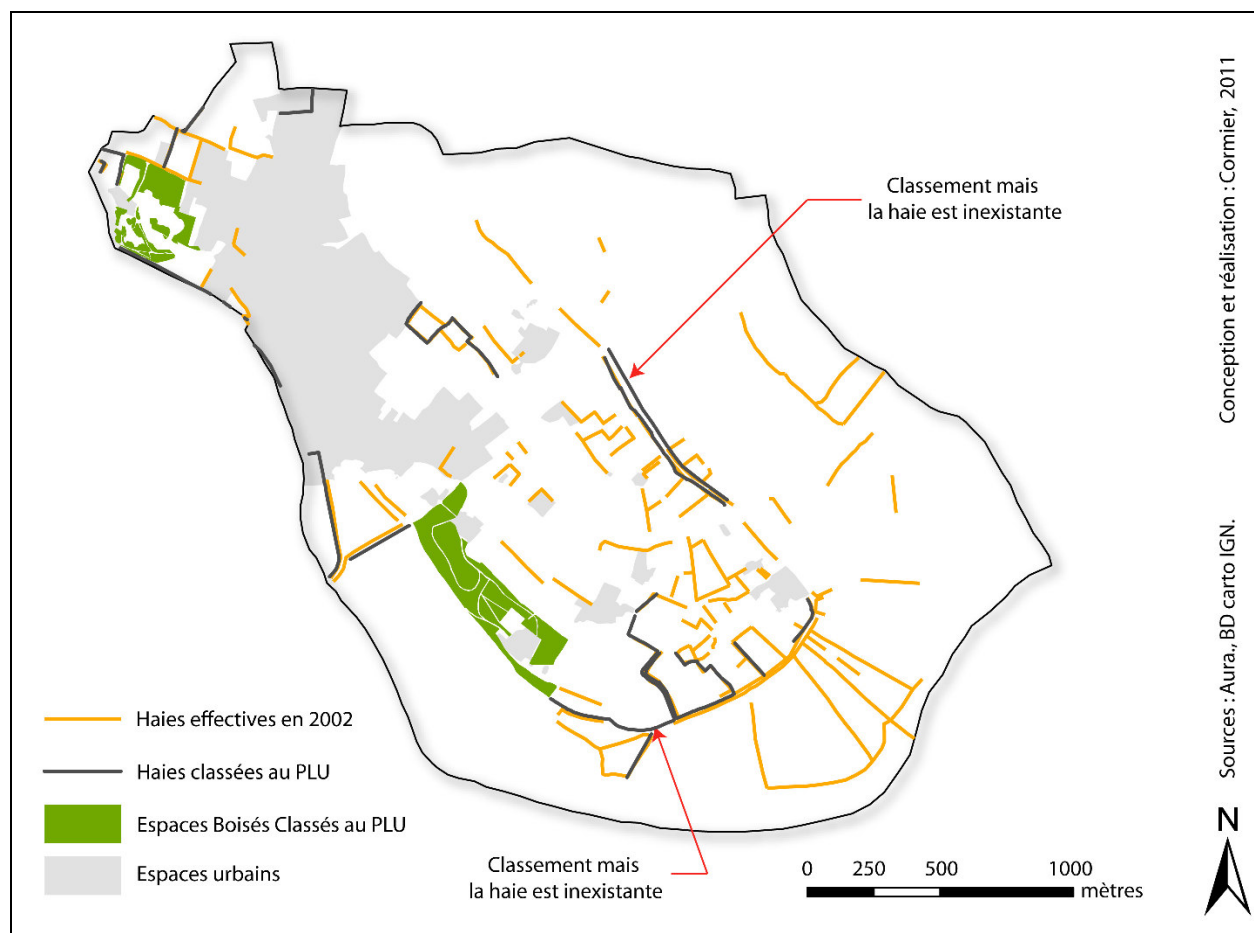 Classement mais
la haie est inexistante
Haies effectives en 2002
Haies classées au PLU
Espaces Boisés Classés au PLU
Espaces urbains
Classement mais
la haie est inexistante
0 250 500 1000
mètres
N
Sources : Aura,, BD carto IGN.
Conception et réalisation : Cormier, 2011